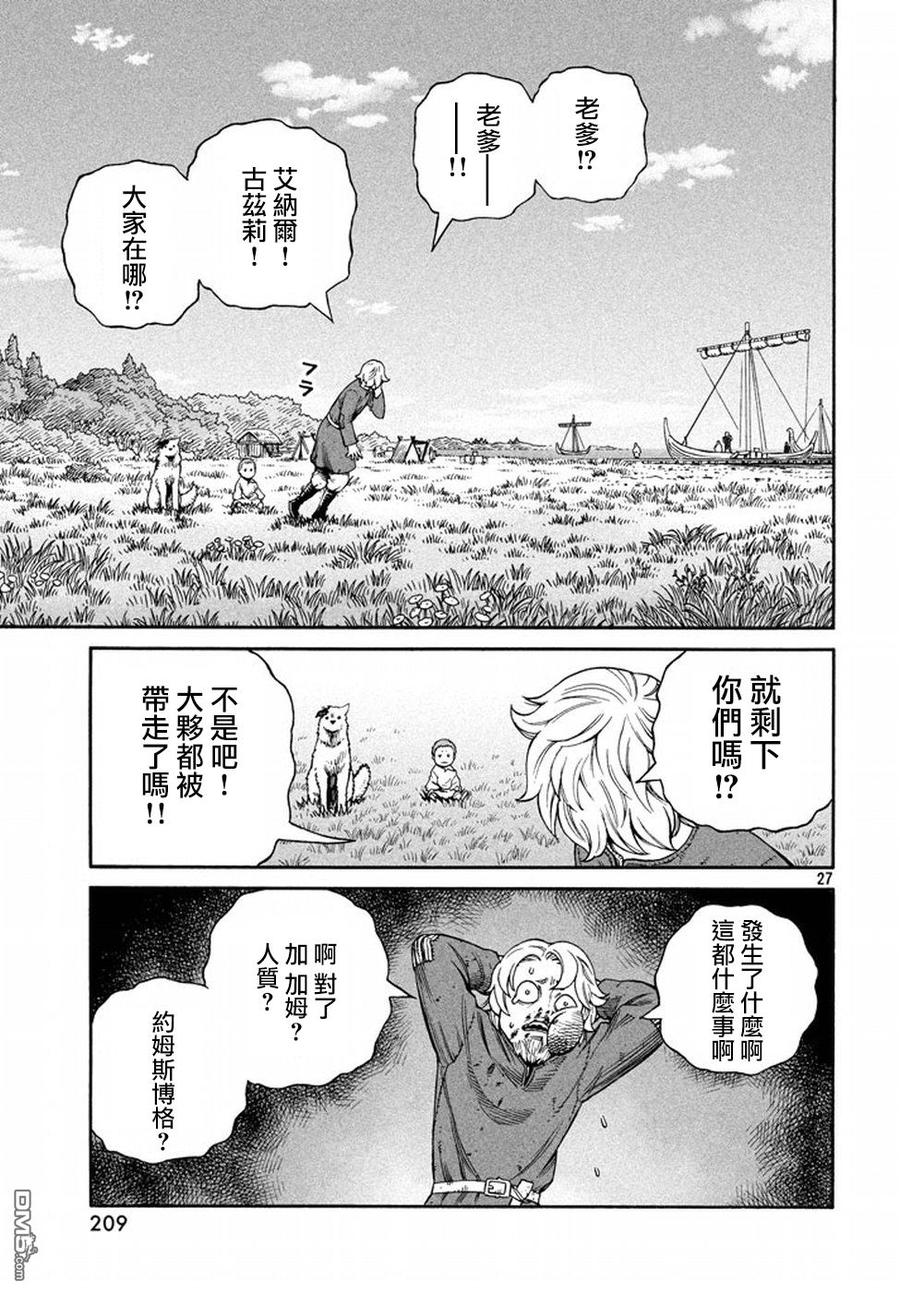 老爹!?
老爹
——!!
艾納爾！
古茲莉！
大家在哪!?
フラ
就剩下
你們嗎!?
不是吧！
大夥都被
帶走了嗎!!
27
發生了什麼啊
這都什麼事啊
啊 對了
加 加姆？
人質？
約姆斯博格？
209
DM5
.com